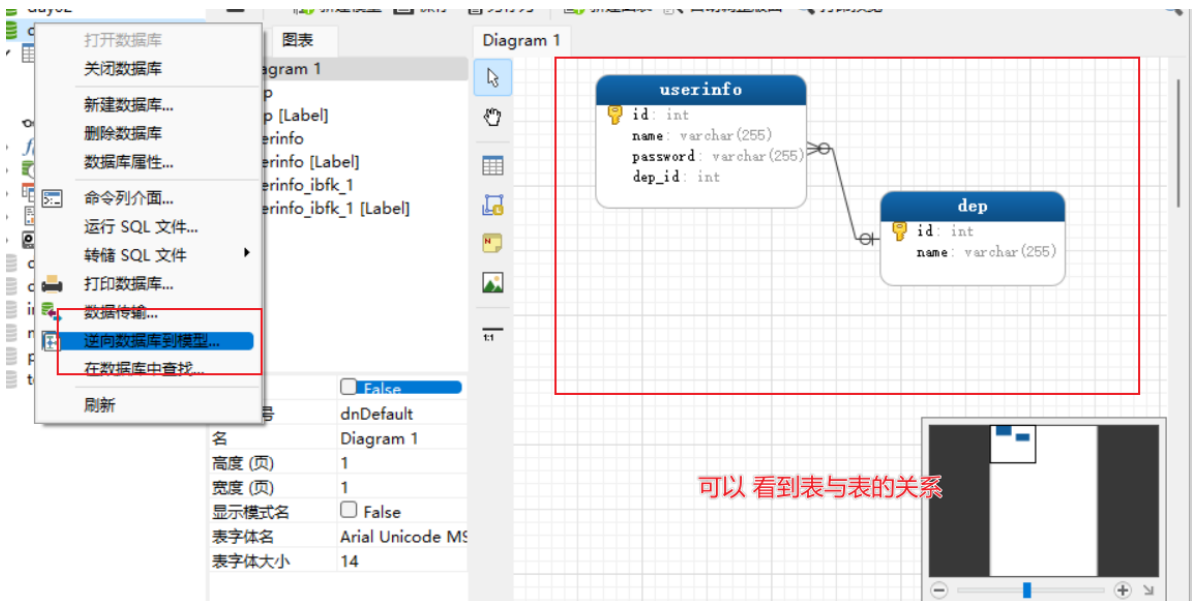 图表
Diagram 1
打开数据库
关闭数据库
新建数据库...
删除数据库
数据库属性...
命令列介面...
运行 SQL 文件...
转储 SQL 文件
打印数据库...
数据传输...
逆向数据库到模型...
在数据库中查找...
刷新
agram 1
p
p [Label]
erinfo
erinfo [Label]
erinfo_ibfk_1
erinfo_ibfk_1 [Label]
userinfo
id: int
name: varchar(255)
password: varchar(255)
dep_id: int
dep
id: int
name: varchar(255)
1:1
False
号
dnDefault
名
Diagram 1
高度 (页)
1
宽度 (页)
1
显示模式名
False
表字体名
Arial Unicode MS
表字体大小
14
可以 看到表与表的关系